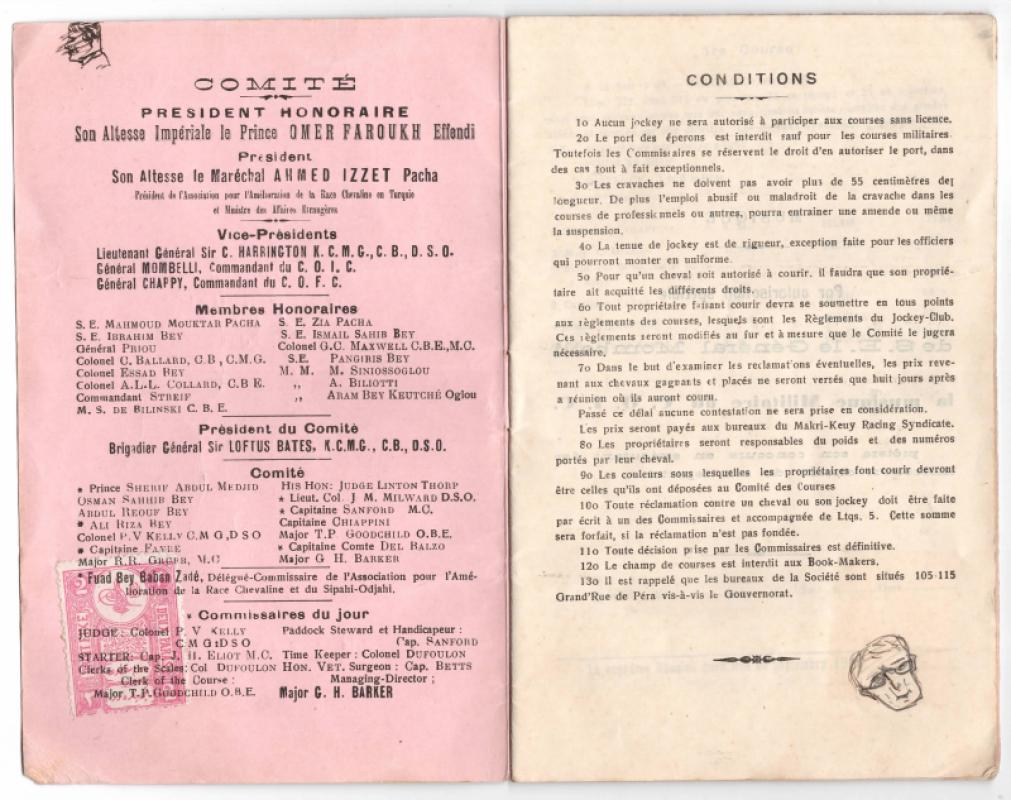 COMITÉ
PRESIDENT HONORAIRE
Son Altesse Impériale le Prince OMER FAROUKH Effendi
President
Son Altesse le Maréchal AHMED IZZET Pacha
Président de l'Association pour l'Amélioration de la Race Chevaline en Turquie
et Ministre des Affaires Etrangères
Vice-Présidents
Lieutenant Général Sir C. HARRINGTON K.C.M.G., C.B., D.S.O.
Général MOMBELLI, Commandant du C. O. I. C.
Général CHARPY, Commandant du C. O. F. C.
Membres Honoraires
S. E. MAHMOUD MOUKTAR PACHA
S. E. IBRAHIM BEY
Général PRIOU
Colonel C. BALLARD, C.B, C.M.G.
Colonel ESSAD BEY
Colonel A.L.L. COLLARD, C.B E.
Commandant STREIF
M. S. DE BILINSKI C. B. E.
S. E. ZIA PACHA
S. E. ISMAIL SAHIB BEY
Colonel G.C. MAXWELL C.B.E., M.C.
S.E. PANGIRIS BEY
M. M. M. SINIOSSOGLOU
,, A. BILIOTTI
,, ARAM BEY KEUTCHÉ Oglou
Président du Comité
Brigadier Général Sir LOFTUS BATES, K.C.M.G., C.B., D.S.O.
Comité
* Prince SHERIF ABDUL MEDJID
OSMAN SAHHIB BEY
ABDUL REOUF BEY
* ALI RIZA BEY
Colonel P.V KELLY C.M G, D S O
* Capitaine FAVRE
Major R.R. GREER, M.C
HIS HON: JUDGE LINTON THORP
* Lieut. Col. J M. MILWARD D.S.O.
* Capitaine SANFORD M.C.
Capitaine CHIAPPINI
Major T.P. GOODCHILD O.B.E.
* Capitaine Comte DEL BALZO
Major G H. BARKER
* Fuad Bey Baban Zadé, Délégué-Commissaire de l'Association pour l'Amé-
lioration de la Race Chevaline et du Sipahi-Odjahi.
* Commissaires du jour
JUDGE: Colonel P. V KELLY
C M G D S O
STARTER: Cap. J. H. ELIOT M.C.
Clerks of the Scales: Col DUFOULON
Clerk of the Course :
Major. T.P. GOODCHILD O.B.E.
Paddock Steward et Handicapeur :
Cap. SANFORD
Time Keeper : Colonel DUFOULON
HON. VET. Surgeon : Cap. BETTS
Managing-Director ;
Major G. H. BARKER
CONDITIONS
1o Aucun jockey ne sera autorisé à participer aux courses sans licence.
2o Le port des éperons est interdit sauf pour les courses militaires.
Toutefois les Commissaires se réservent le droit d'en autoriser le port, dans
des cas tout à fait exceptionnels.
3o Les cravaches ne doivent pas avoir plus de 55 centimètres de
longueur. De plus l'emploi abusif ou maladroit de la cravache dans les
courses de professionnels ou autres, pourra entrainer une amende ou même
la suspension.
4o La tenue de jockey est de rigueur, exception faite pour les officiers
qui pourront monter en uniforme.
5o Pour qu'un cheval soit autorisé à courir. il faudra que son proprié-
taire ait acquitté les différents droits.
6o Tout propriétaire faisant courir devra se soumettre en tous points
aux règlements des courses, lesquels sont les Règlements du Jockey-Club.
Ces règlements seront modifiés au fur et à mesure que le Comité le jugera
nécessaire.
7o Dans le but d'examiner les reclamations éventuelles, les prix reve-
nant aux chevaux gagnants et placés ne seront versés que huit jours après
a réunion où ils auront couru.
Passé ce délai aucune contestation ne sera prise en considération.
Les prix seront payés aux bureaux du Makri-Keuy Racing Syndicate.
8o Les propriétaires seront responsables du poids et des numéros
portés par leur cheval.
9o Les couleurs sous lesquelles les propriétaires font courir devront
être celles qu'ils ont déposées au Comité des Courses
10o Toute réclamation contre un cheval ou son jockey doit être faite
par écrit à un des Commissaires et accompagnée de Ltqs. 5. Cette somme
sera forfait, si la réclamation n'est pas fondée.
11o Toute décision prise par les Commissaires est définitive.
12o Le champ de courses est interdit aux Book-Makers.
13o Il est rappelé que les bureaux de la Société sont situés 105-115
Grand'Rue de Péra vis-à-vis le Gouvernorat.